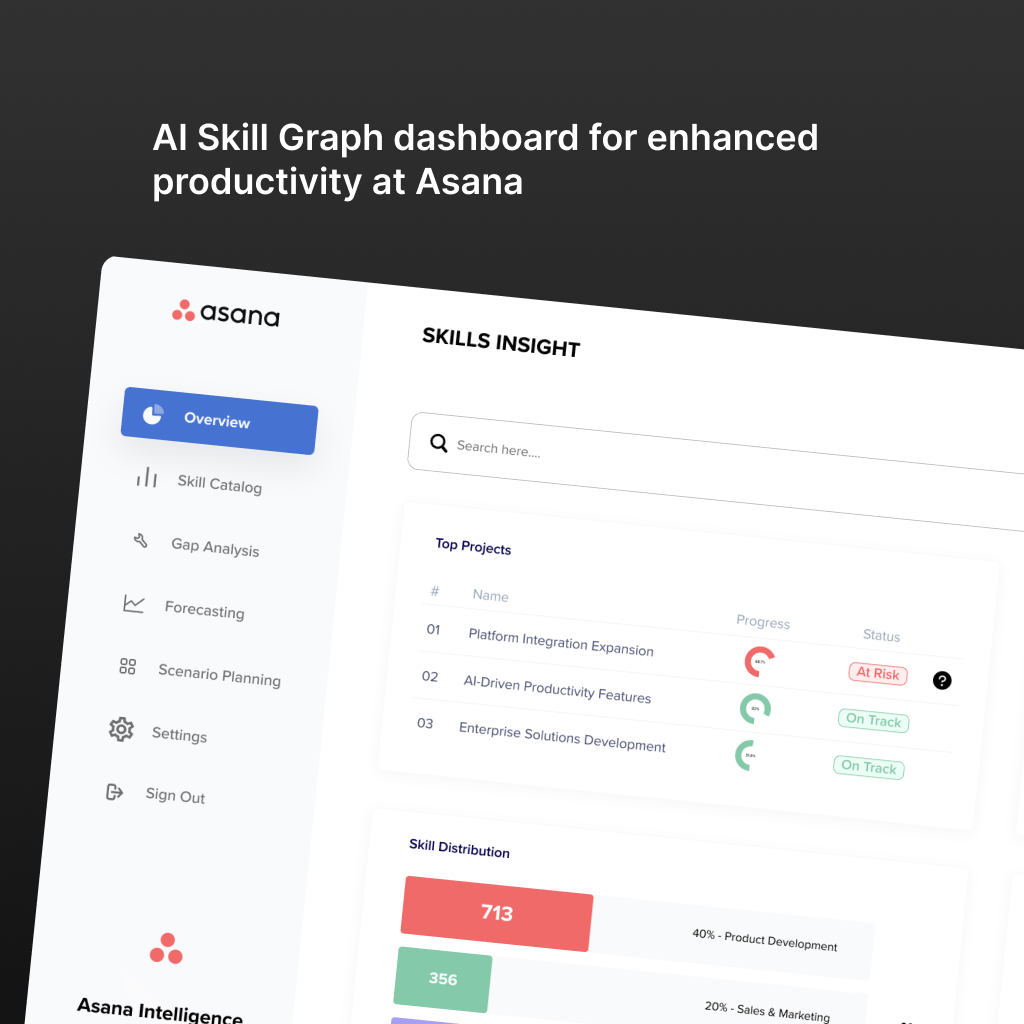 AI Skill Graph dashboard for enhanced
productivity at Asana
asana
Overview
Skill Catalog
Gap Analysis
Forecasting
Scenario Planning
Settings
Sign Out
Asana Intelligence
SKILLS INSIGHT
Search here....
Top Projects
# Name Progress Status
01 Platform Integration Expansion At Risk ?
02 AI-Driven Productivity Features On Track
03 Enterprise Solutions Development On Track
Skill Distribution
713 40% - Product Development
356 20% - Sales & Marketing